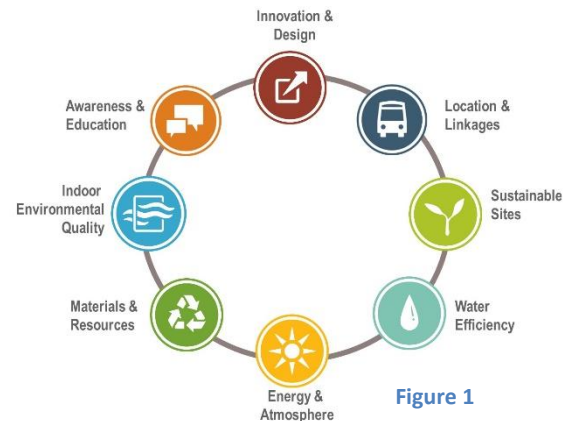 Innovation &
Design
Location &
Linkages
Sustainable
Sites
Water
Efficiency
Energy &
Atmosphere
Materials &
Resources
Indoor
Environmental
Quality
Awareness &
Education
Figure 1